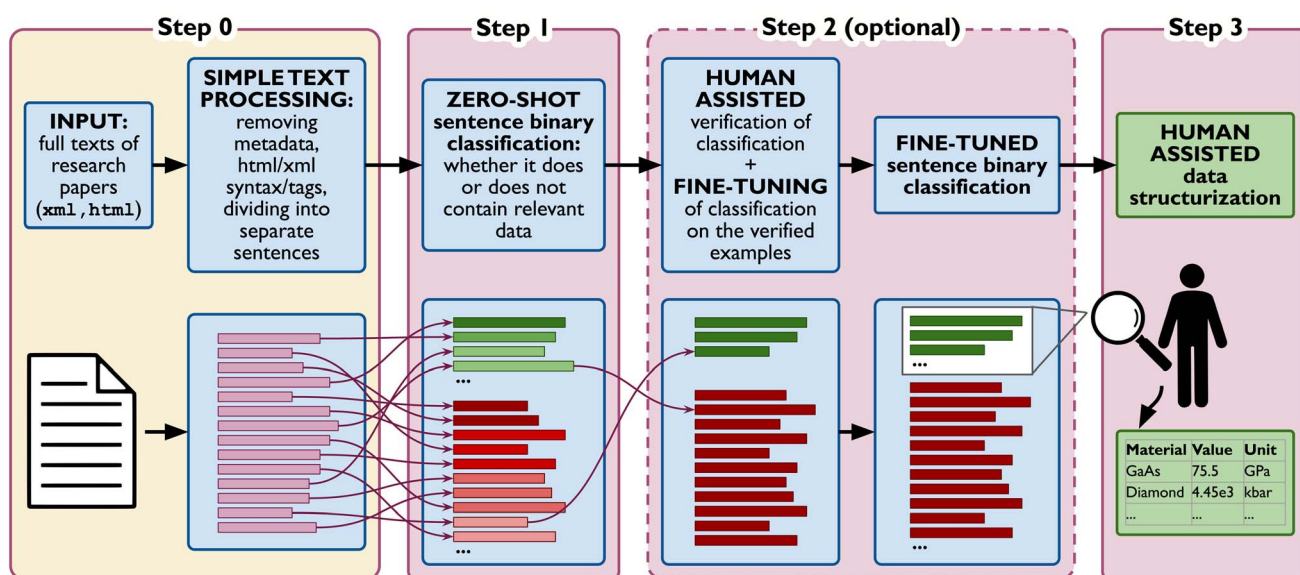 Step 0
INPUT:
full texts of
research
papers
(xml,html)
SIMPLE TEXT
PROCESSING:
removing
metadata,
html/xml
syntax/tags,
dividing into
separate
sentences
Step 1
ZERO-SHOT
sentence binary
classification:
whether it does
or does not
contain relevant
data
...
...
Step 2 (optional)
HUMAN
ASSISTED
verification of
classification
+
FINE-TUNING
of classification
on the verified
examples
FINE-TUNED
sentence binary
classification
...
...
Step 3
HUMAN
ASSISTED
data
structurization
Material Value Unit
GaAs 75.5 GPa
Diamond 4.45e3 kbar
... ... ...